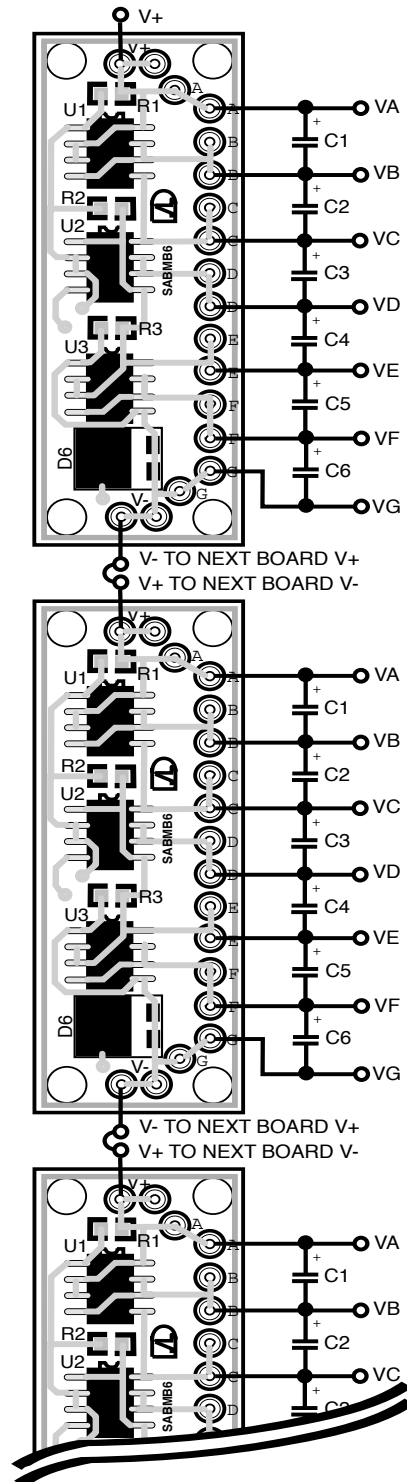 V+
V+
A
U1
R1
A
VA
C1
+
B
B
VB
R2
C2
+
U2
C
C
VC
SABMB6
C3
+
D
D
VD
R3
C4
+
U3
E
E
VE
C5
+
F
F
VF
D6
C6
+
G
V-
G
VG
V- TO NEXT BOARD V+
V+ TO NEXT BOARD V-
V+
A
U1
R1
A
VA
C1
+
B
B
VB
R2
C2
+
U2
C
C
VC
SABMB6
C3
+
D
D
VD
R3
C4
+
U3
E
E
VE
C5
+
F
F
VF
D6
C6
+
G
V-
G
VG
V- TO NEXT BOARD V+
V+ TO NEXT BOARD V-
V+
A
U1
R1
A
VA
C1
+
B
B
VB
R2
C2
+
U2
C
C
VC
SABMB6
+
D